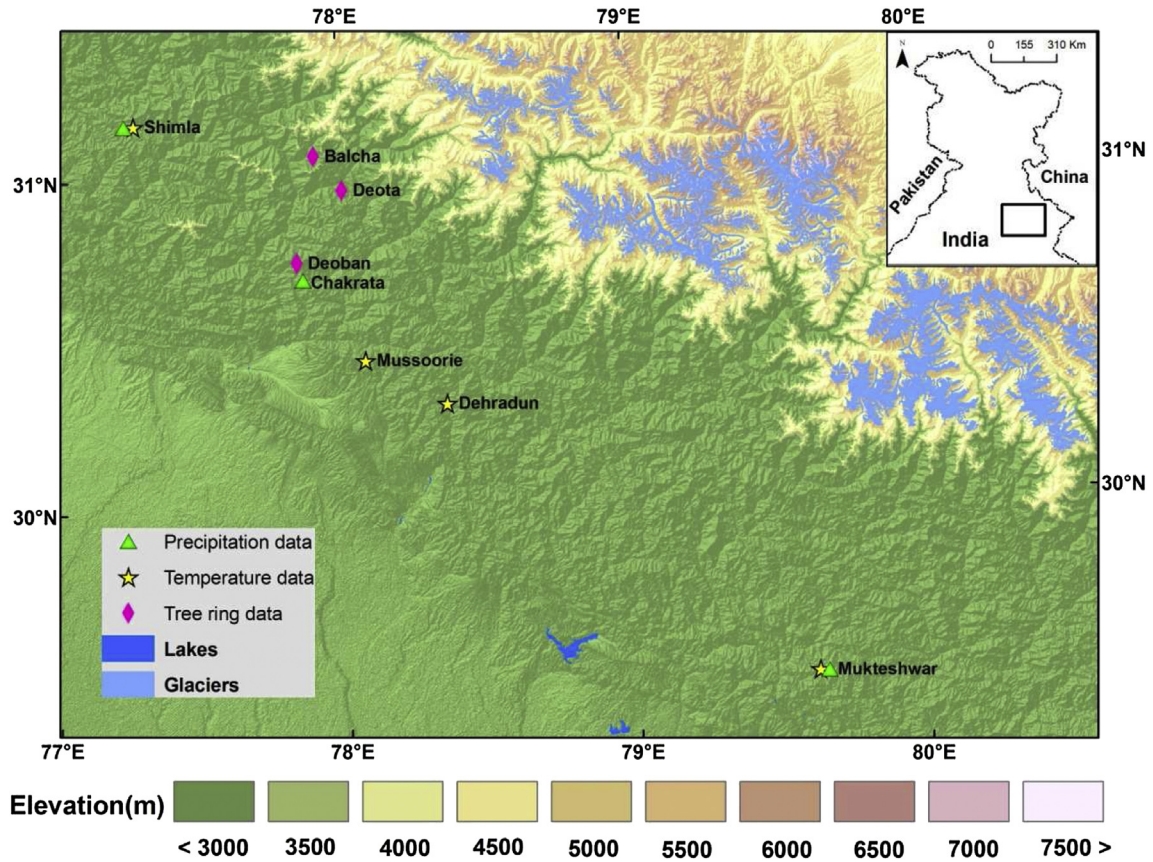 78°E 79°E 80°E
N
0 155 310 Km
Pakistan
China
India
31°N
31°N
30°N
30°N
Shimla
Balcha
Deota
Deoban
Chakrata
Mussoorie
Dehradun
Mukteshwar
Precipitation data
Temperature data
Tree ring data
Lakes
Glaciers
77°E 78°E 79°E 80°E
Elevation(m)
< 3000 3500 4000 4500 5000 5500 6000 6500 7000 7500 >